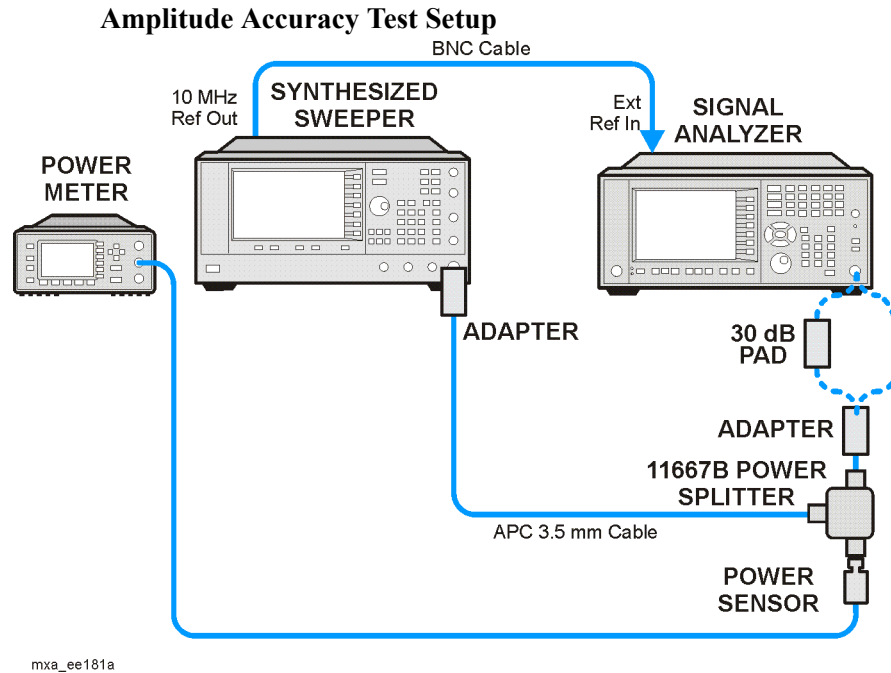 Amplitude Accuracy Test Setup
BNC Cable
10 MHz
Ref Out
SYNTHESIZED
SWEEPER
Ext
Ref In
SIGNAL
ANALYZER
POWER
METER
ADAPTER
30 dB
PAD
ADAPTER
11667B POWER
SPLITTER
APC 3.5 mm Cable
POWER
SENSOR
mxa_ee181a